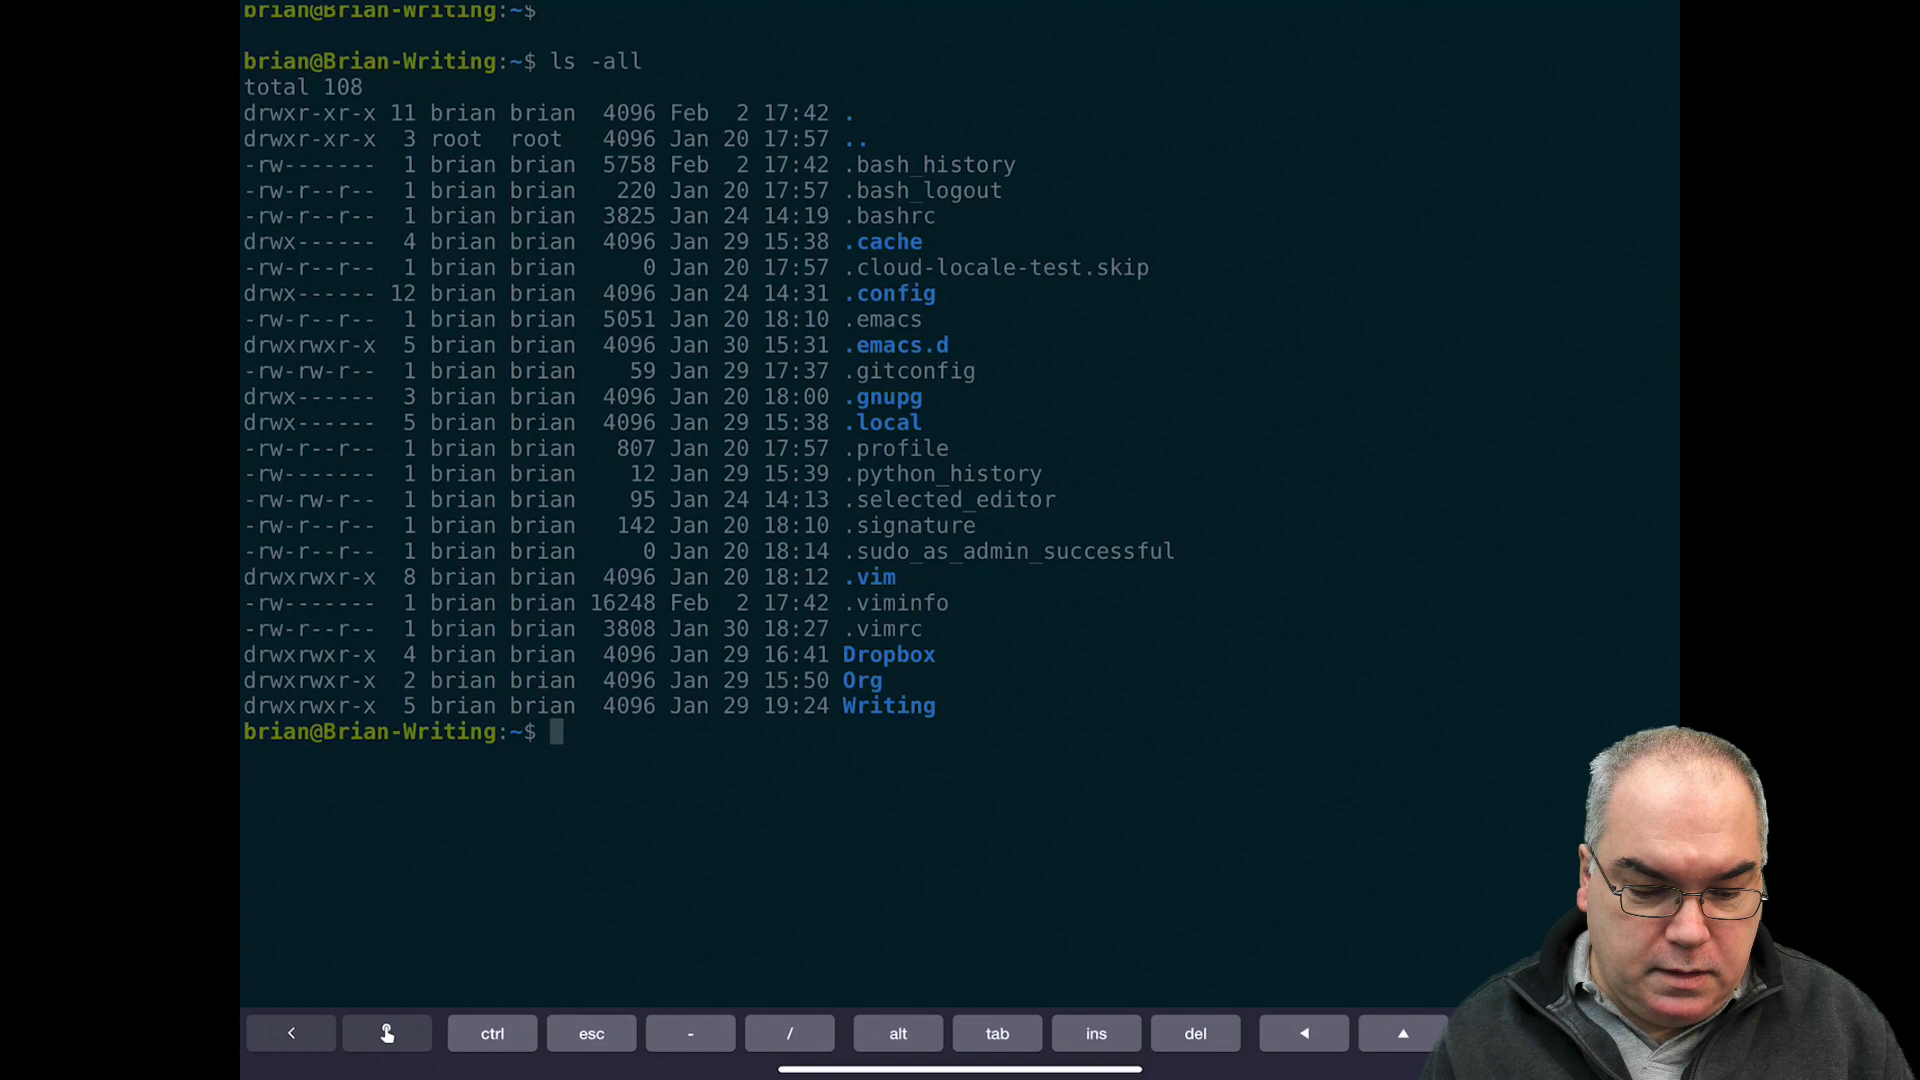 brian@Brian-Writing:~$
brian@Brian-Writing:~$ ls -all
total 108
drwxr-xr-x 11 brian brian  4096 Feb  2 17:42 .
drwxr-xr-x  3 root  root   4096 Jan 20 17:57 ..
-rw-------  1 brian brian  5758 Feb  2 17:42 .bash_history
-rw-r--r--  1 brian brian   220 Jan 20 17:57 .bash_logout
-rw-r--r--  1 brian brian  3825 Jan 24 14:19 .bashrc
drwx------  4 brian brian  4096 Jan 29 15:38 .cache
-rw-r--r--  1 brian brian     0 Jan 20 17:57 .cloud-locale-test.skip
drwx------ 12 brian brian  4096 Jan 24 14:31 .config
-rw-r--r--  1 brian brian  5051 Jan 20 18:10 .emacs
drwxrwxr-x  5 brian brian  4096 Jan 30 15:31 .emacs.d
-rw-rw-r--  1 brian brian    59 Jan 29 17:37 .gitconfig
drwx------  3 brian brian  4096 Jan 20 18:00 .gnupg
drwx------  5 brian brian  4096 Jan 29 15:38 .local
-rw-r--r--  1 brian brian   807 Jan 20 17:57 .profile
-rw-------  1 brian brian    12 Jan 29 15:39 .python_history
-rw-rw-r--  1 brian brian    95 Jan 24 14:13 .selected_editor
-rw-r--r--  1 brian brian   142 Jan 20 18:10 .signature
-rw-r--r--  1 brian brian     0 Jan 20 18:14 .sudo_as_admin_successful
drwxrwxr-x  8 brian brian  4096 Jan 20 18:12 .vim
-rw-------  1 brian brian 16248 Feb  2 17:42 .viminfo
-rw-r--r--  1 brian brian  3808 Jan 30 18:27 .vimrc
drwxrwxr-x  4 brian brian  4096 Jan 29 16:41 Dropbox
drwxrwxr-x  2 brian brian  4096 Jan 29 15:50 Org
drwxrwxr-x  5 brian brian  4096 Jan 29 19:24 Writing
brian@Brian-Writing:~$
ctrl esc - / alt tab ins del